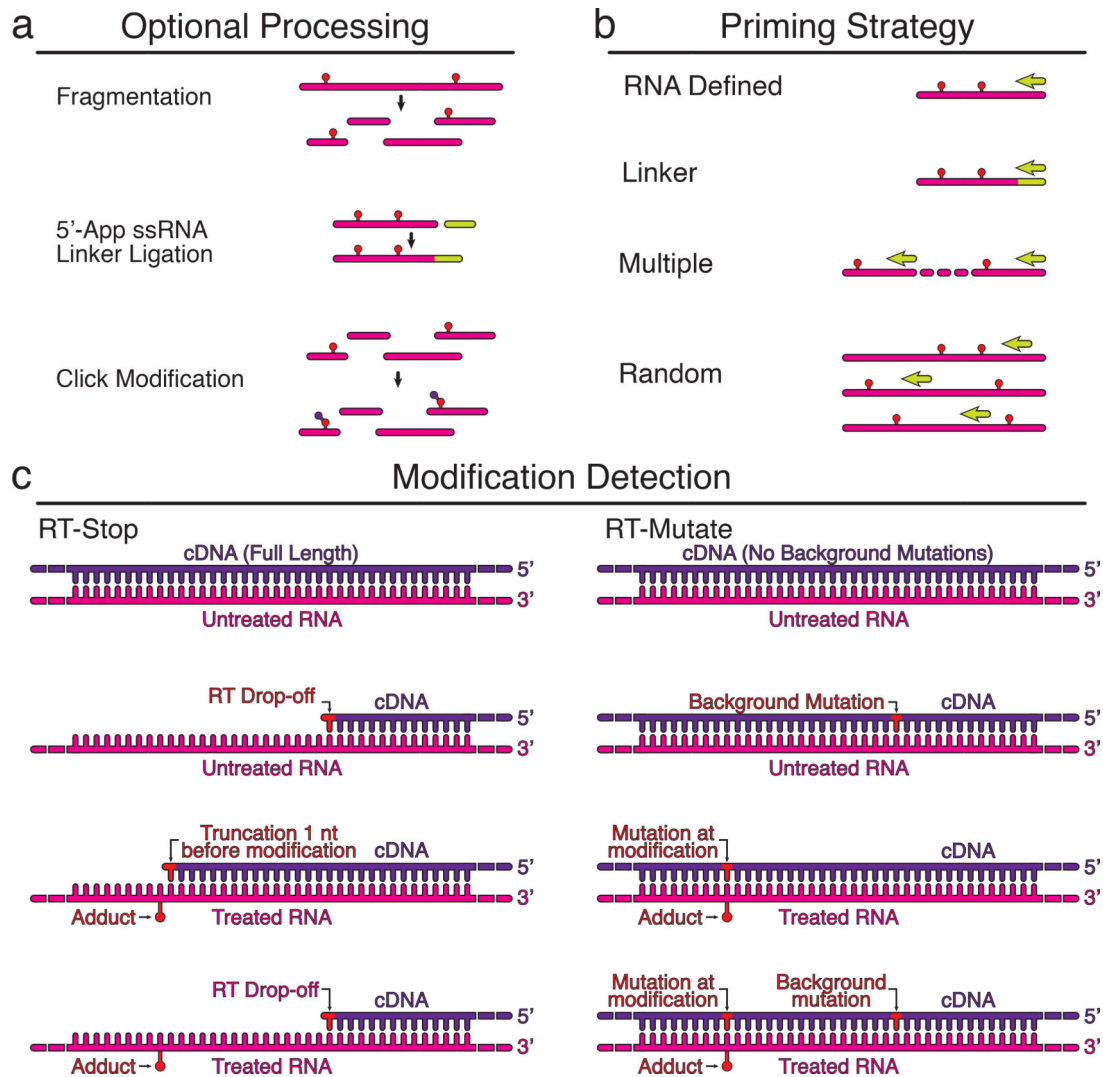 a
Optional Processing
Fragmentation
5’-App ssRNA
Linker Ligation
Click Modification
b
Priming Strategy
RNA Defined
Linker
Multiple
Random
c
Modification Detection
RT-Stop
cDNA (Full Length)
5’
3’
Untreated RNA
RT Drop-off
cDNA
5’
3’
Untreated RNA
Truncation 1 nt
before modification
cDNA
5’
3’
Adduct
Treated RNA
RT Drop-off
cDNA
5’
3’
Adduct
Treated RNA
RT-Mutate
cDNA (No Background Mutations)
5’
3’
Untreated RNA
Background Mutation
cDNA
5’
3’
Untreated RNA
Mutation at
modification
cDNA
5’
3’
Adduct
Treated RNA
Mutation at
modification
Background
mutation
cDNA
5’
3’
Adduct
Treated RNA